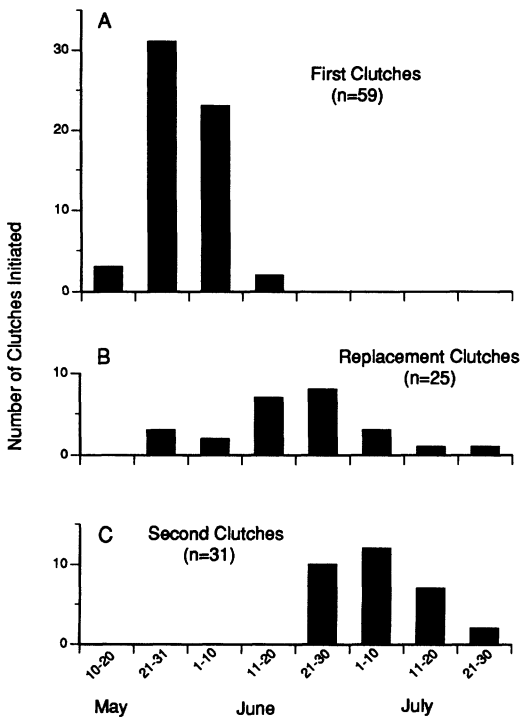 A
First Clutches
(n=59)
30
20
10
0
Number of Clutches Initiated
B
Replacement Clutches
(n=25)
10
0
C
Second Clutches
(n=31)
10
0
10-20 21-31 1-10 11-20 21-30 1-10 11-20 21-30
May June July